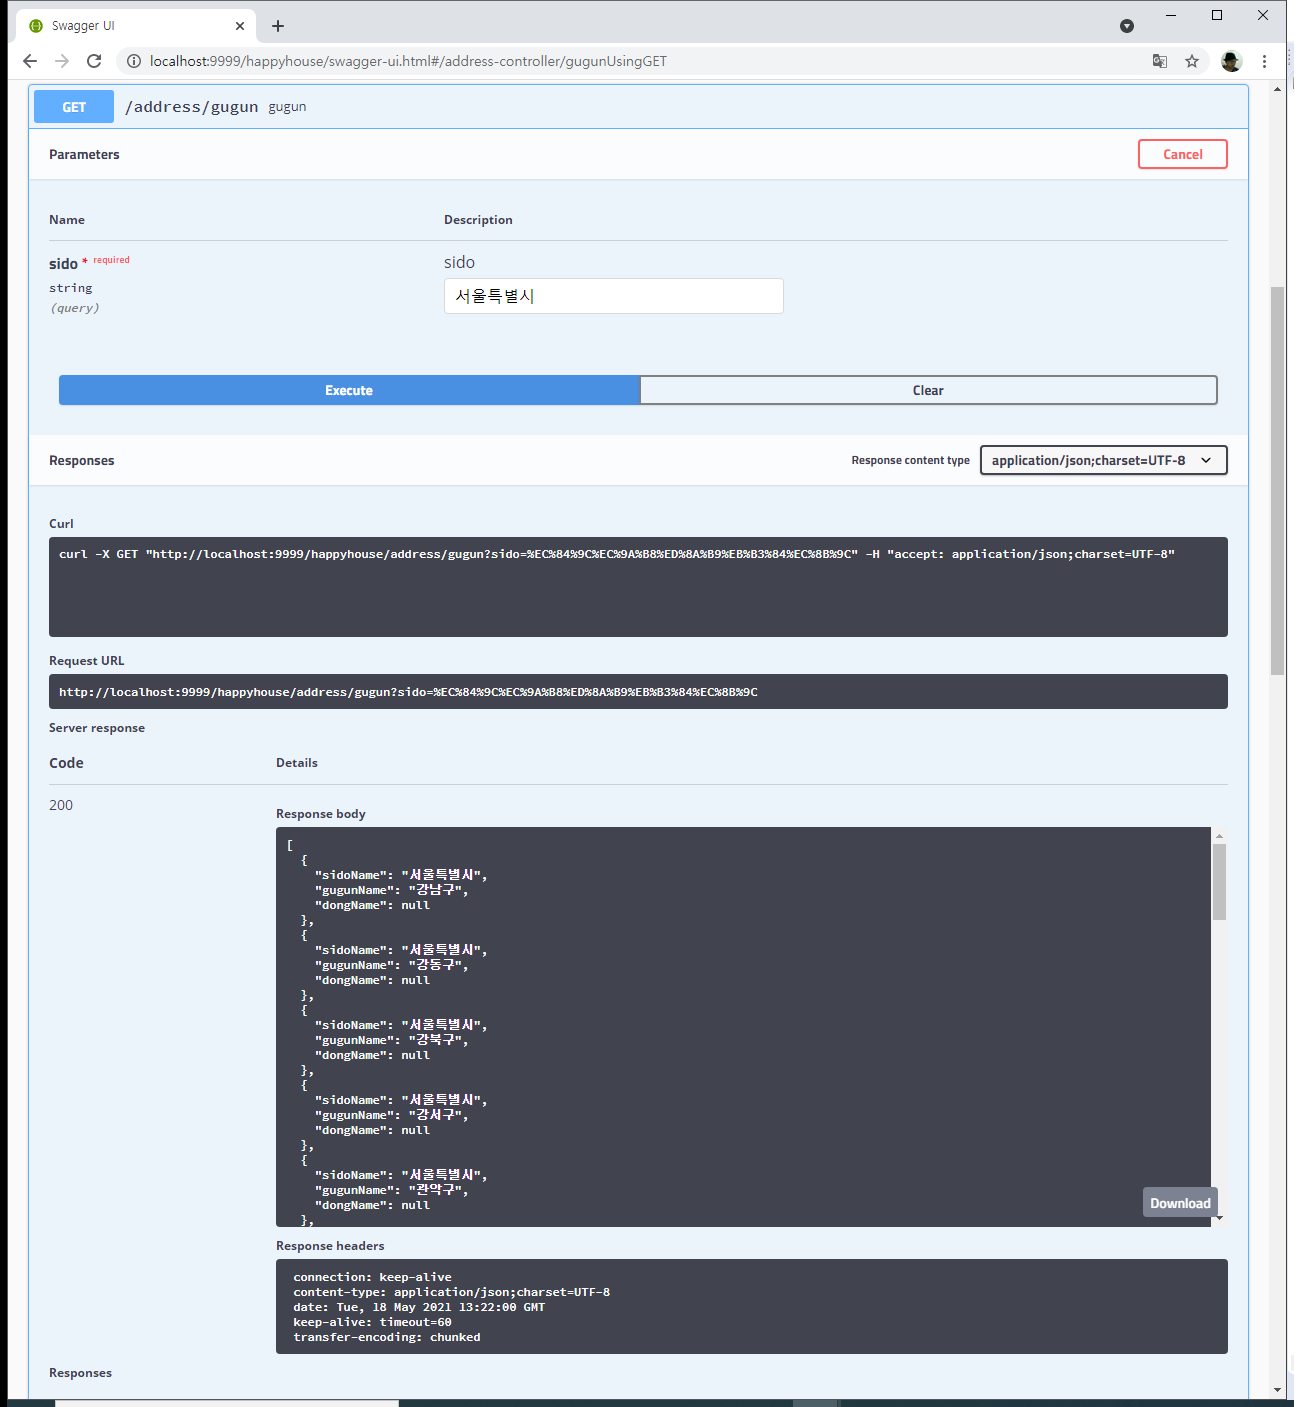 Swagger UI
localhost:9999/happyhouse/swagger-ui.html#/address-controller/gugunUsingGET
GET /address/gugun gugun
Parameters Cancel
Name Description
sido * required sido
string 서울특별시
(query)
Execute Clear
Responses Response content type application/json;charset=UTF-8
Curl
curl -X GET "http://localhost:9999/happyhouse/address/gugun?sido=%EC%84%9C%EC%9A%B8%ED%8A%B9%EB%B3%84%EC%8B%9C" -H "accept: application/json;charset=UTF-8"
Request URL
http://localhost:9999/happyhouse/address/gugun?sido=%EC%84%9C%EC%9A%B8%ED%8A%B9%EB%B3%84%EC%8B%9C
Server response
Code Details
200
Response body
[
{
"sidoName": "서울특별시",
"gugunName": "강남구",
"dongName": null
},
{
"sidoName": "서울특별시",
"gugunName": "강동구",
"dongName": null
},
{
"sidoName": "서울특별시",
"gugunName": "강북구",
"dongName": null
},
{
"sidoName": "서울특별시",
"gugunName": "강서구",
"dongName": null
},
{
"sidoName": "서울특별시",
"gugunName": "관악구",
"dongName": null
},
Download
Response headers
connection: keep-alive
content-type: application/json;charset=UTF-8
date: Tue, 18 May 2021 13:22:00 GMT
keep-alive: timeout=60
transfer-encoding: chunked
Responses